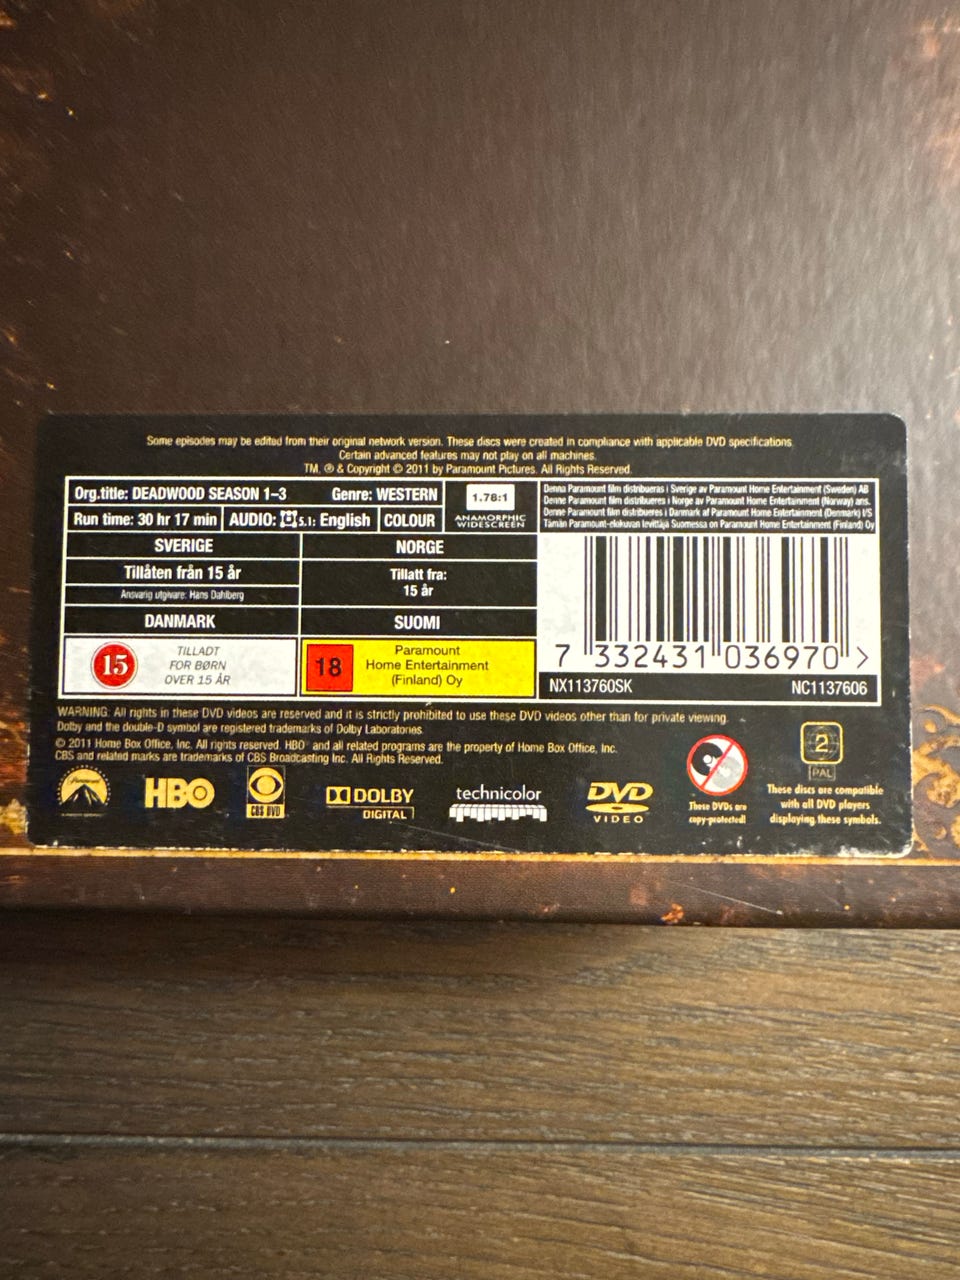 Some episodes may be edited from their original network version. These discs were created in compliance with applicable DVD specifications.
Certain advanced features may not play on all machines.
TM, ® & Copyright © 2011 by Paramount Pictures. All Rights Reserved.
Org.title: DEADWOOD SEASON 1–3 Genre: WESTERN
Run time: 30 hr 17 min AUDIO: 5.1: English COLOUR
1.78:1
ANAMORPHIC
WIDESCREEN
Denna Paramount film distribueras i Sverige av Paramount Home Entertainment (Sweden) AB
Denne Paramount film distribueres i Norge av Paramount Home Entertainment (Norway) ans.
Denne Paramount film distribueres i Danmark af Paramount Home Entertainment (Denmark) I/S
Tämän Paramount-elokuvan levittäjä Suomessa on Paramount Home Entertainment (Finland) Oy
SVERIGE
Tillåten från 15 år
Ansvarig utgivare: Hans Dahlberg
NORGE
Tillatt fra:
15 år
DANMARK
15
TILLADT
FOR BØRN
OVER 15 ÅR
SUOMI
18
Paramount
Home Entertainment
(Finland) Oy
7 332431 036970 >
NX113760SK NC1137606
WARNING: All rights in these DVD videos are reserved and it is strictly prohibited to use these DVD videos other than for private viewing.
Dolby and the double-D symbol are registered trademarks of Dolby Laboratories.
© 2011 Home Box Office, Inc. All rights reserved. HBO® and all related programs are the property of Home Box Office, Inc.
CBS and related marks are trademarks of CBS Broadcasting Inc. All Rights Reserved.
Paramount
HBO
CBS DVD
DOLBY
DIGITAL
technicolor
DVD
VIDEO
These DVDs are
copy-protected!
2
PAL
These discs are compatible
with all DVD players
displaying these symbols.